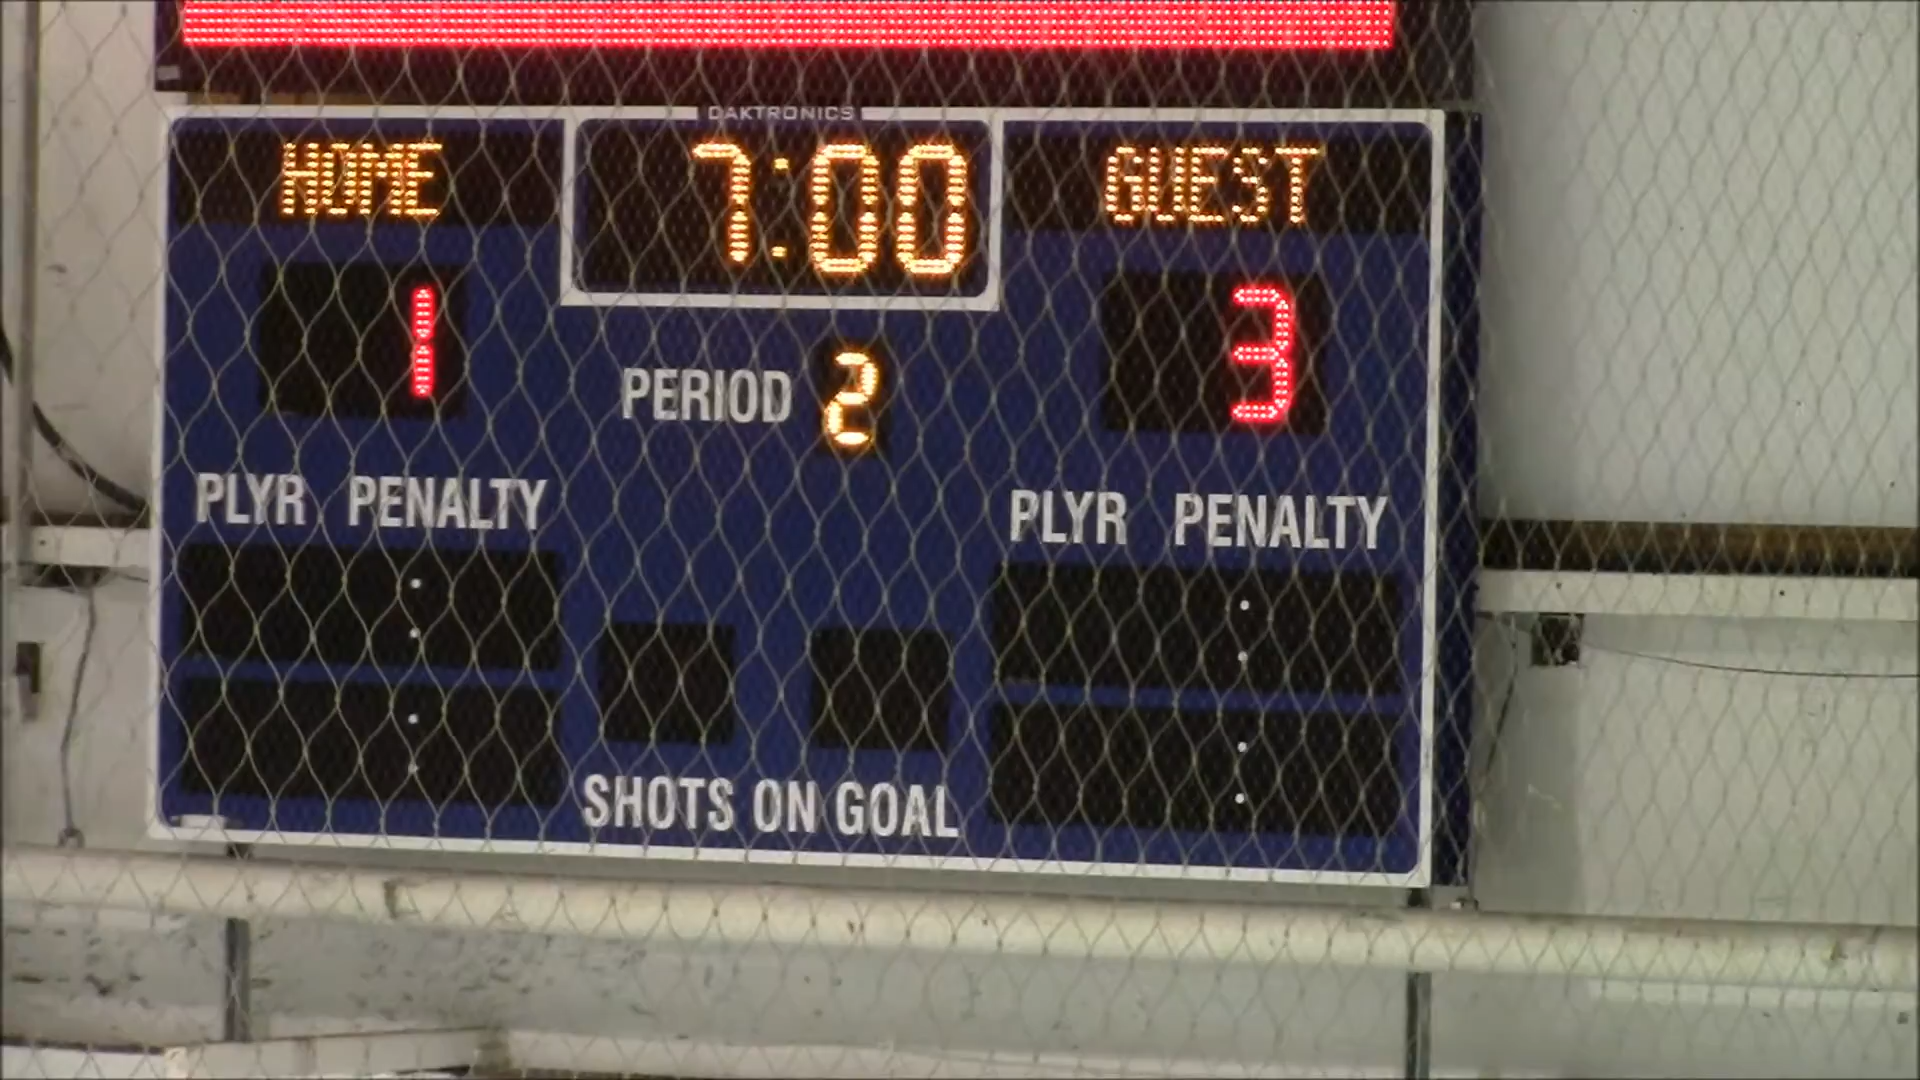 DAKTRONICS
HOME 7:00 GUEST
1 PERIOD 2 3
PLYR PENALTY PLYR PENALTY
SHOTS ON GOAL